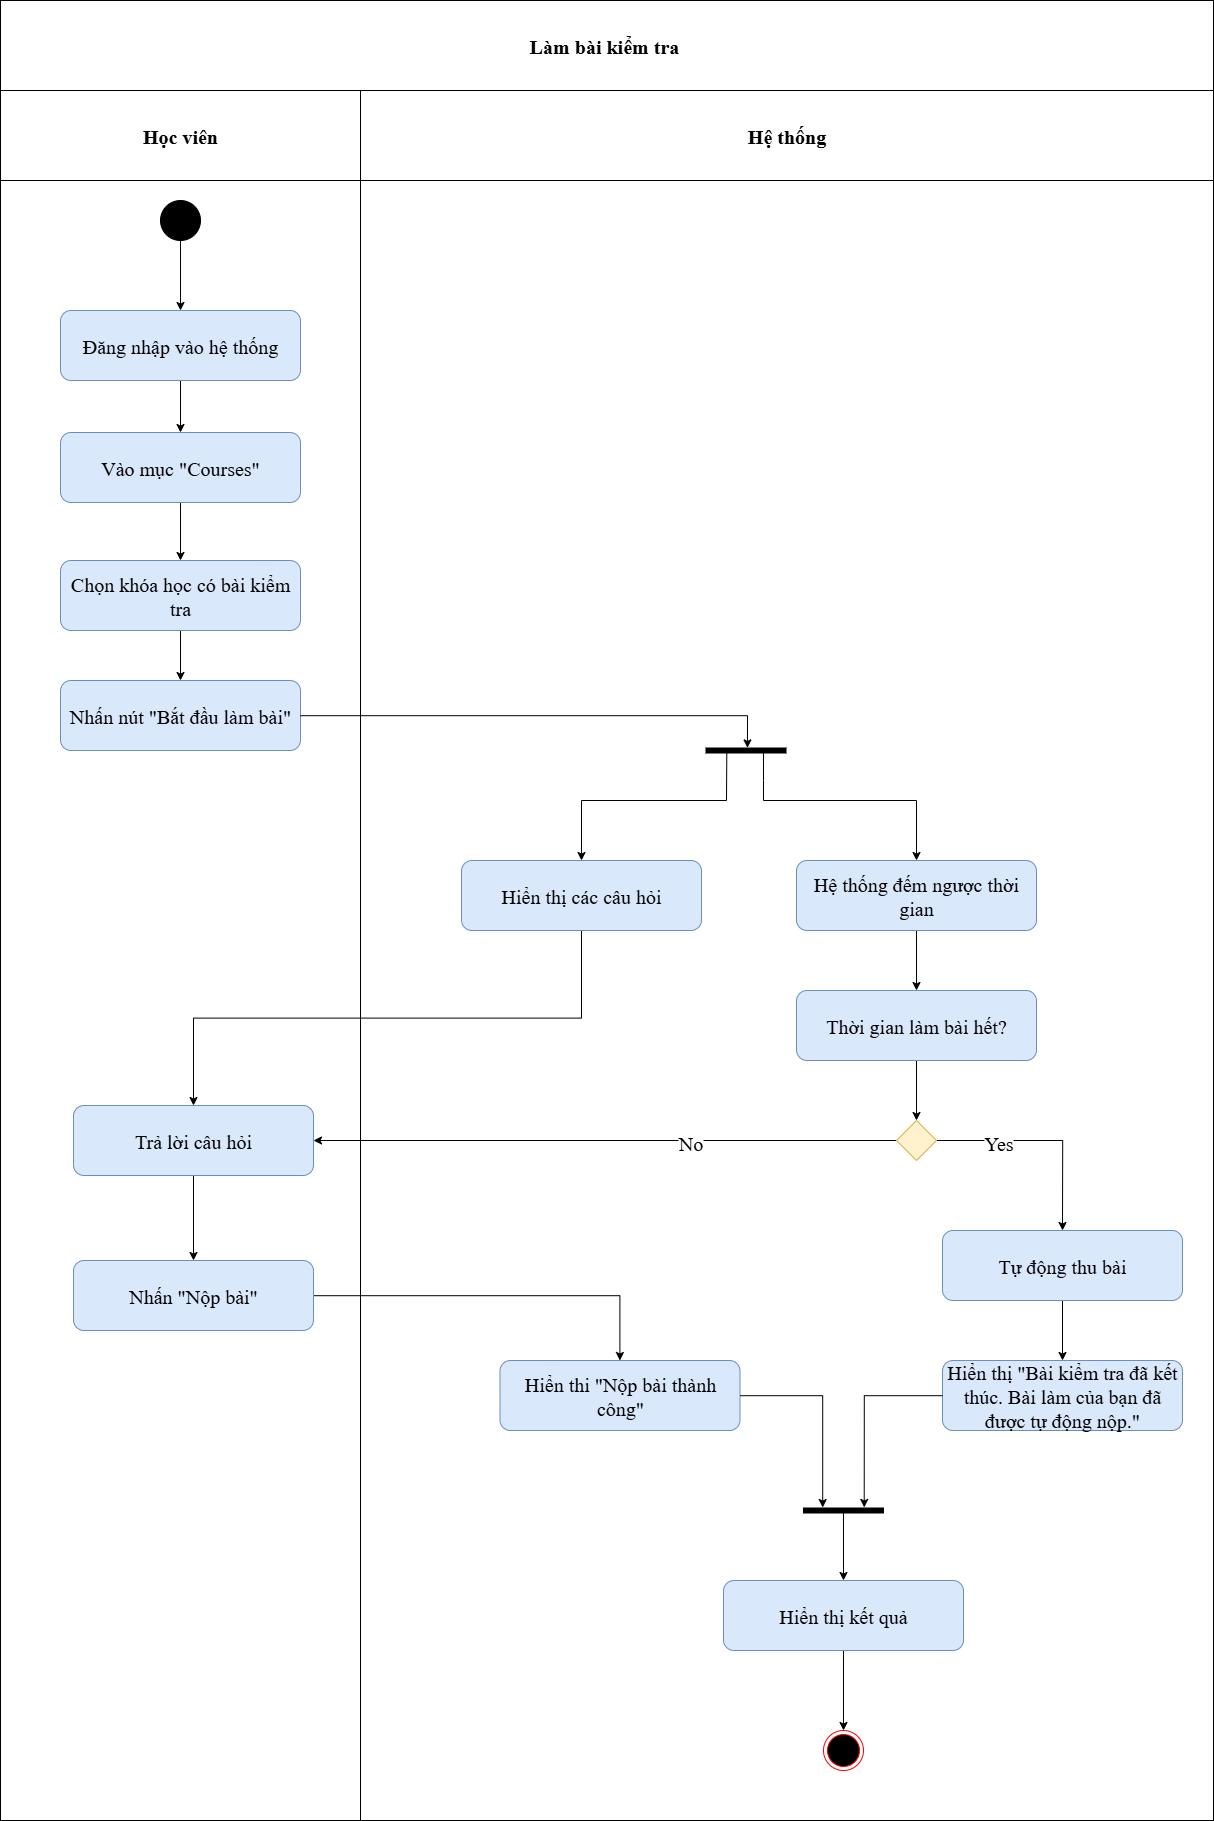 Làm bài kiểm tra
Học viên
Hệ thống
Đăng nhập vào hệ thống
Vào mục "Courses"
Chọn khóa học có bài kiểm
tra
Nhấn nút "Bắt đầu làm bài"
Hiển thị các câu hỏi
Hệ thống đếm ngược thời
gian
Thời gian làm bài hết?
Trả lời câu hỏi
No
Yes
Tự động thu bài
Nhấn "Nộp bài"
Hiển thi "Nộp bài thành
công"
Hiển thị "Bài kiểm tra đã kết
thúc. Bài làm của bạn đã
được tự động nộp."
Hiển thị kết quả